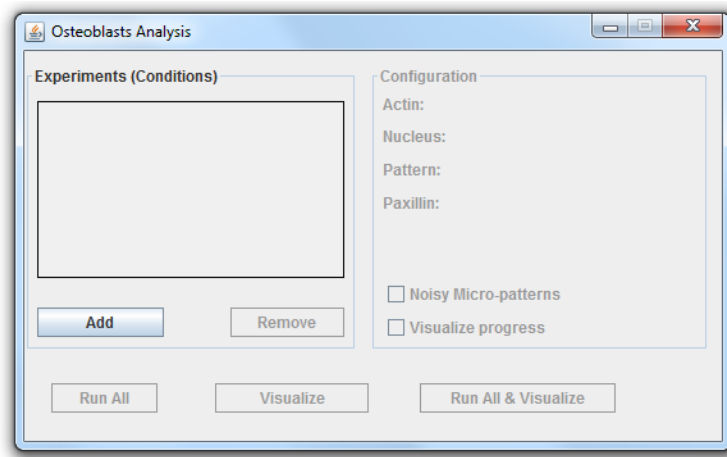 Osteoblasts Analysis
Experiments (Conditions)
Add
Remove
Configuration
Actin:
Nucleus:
Pattern:
Paxillin:
Noisy Micro-patterns
Visualize progress
Run All
Visualize
Run All & Visualize